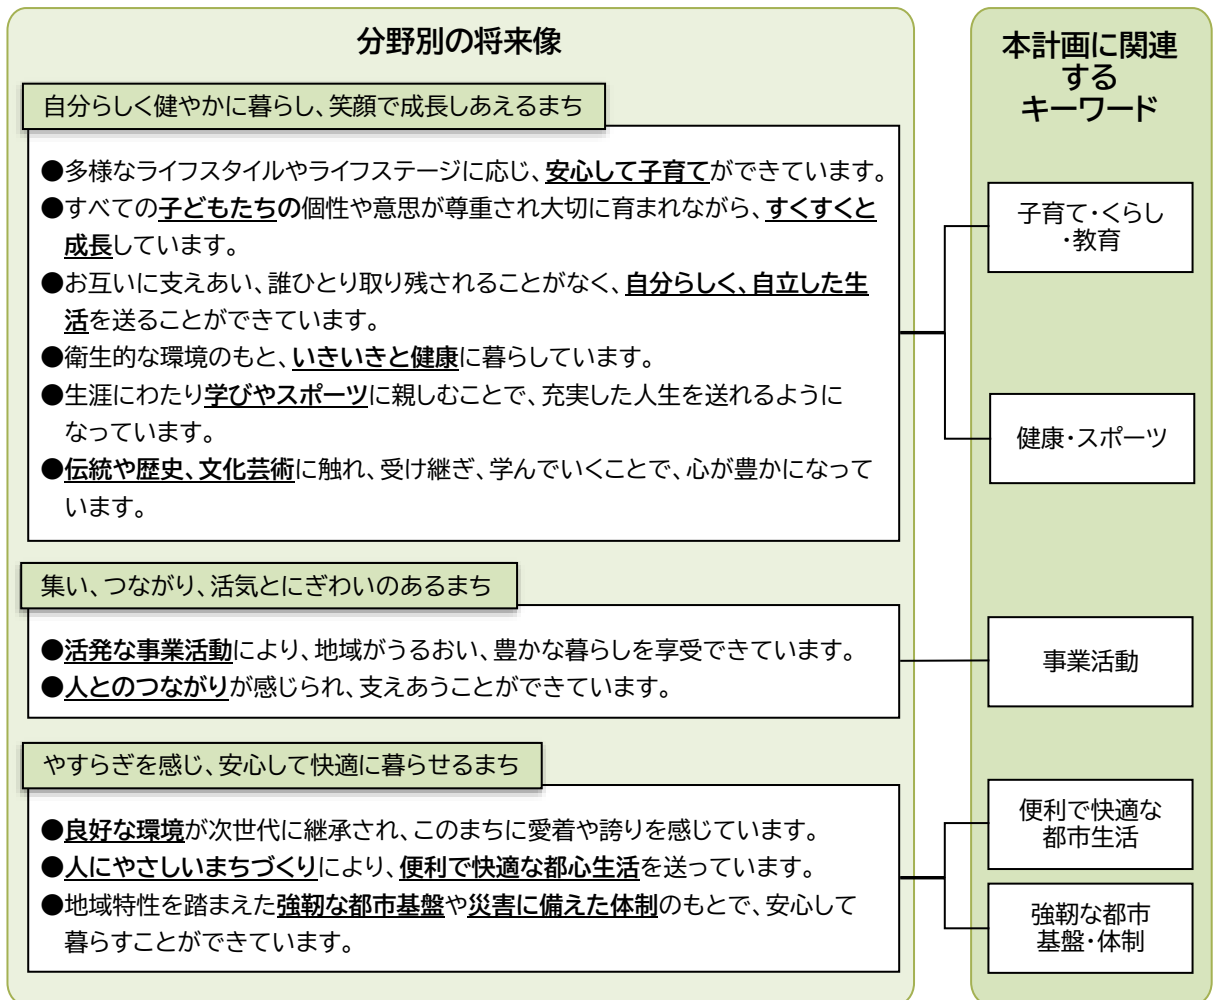 分野別の将来像
自分らしく健やかに暮らし、笑顔で成長しあえるまち
●多様なライフスタイルやライフステージに応じ、安心して子育てができています。
●すべての子どもたちの個性や意思が尊重され大切に育まれながら、すくすくと
成長しています。
●お互いに支えあい、誰ひとり取り残されることがなく、自分らしく、自立した生
活を送ることができています。
●衛生的な環境のもと、いきいきと健康に暮らしています。
●生涯にわたり学びやスポーツに親しむことで、充実した人生を送れるように
なっています。
●伝統や歴史、文化芸術に触れ、受け継ぎ、学んでいくことで、心が豊かになって
います。
集い、つながり、活気とにぎわいのあるまち
●活発な事業活動により、地域がうるおい、豊かな暮らしを享受できています。
●人とのつながりが感じられ、支えあうことができています。
やすらぎを感じ、安心して快適に暮らせるまち
●良好な環境が次世代に継承され、このまちに愛着や誇りを感じています。
●人にやさしいまちづくりにより、便利で快適な都心生活を送っています。
●地域特性を踏まえた強靭な都市基盤や災害に備えた体制のもとで、安心して
暮らすことができています。
本計画に関連
する
キーワード
子育て・くらし
・教育
健康・スポーツ
事業活動
便利で快適な
都市生活
強靭な都市
基盤・体制